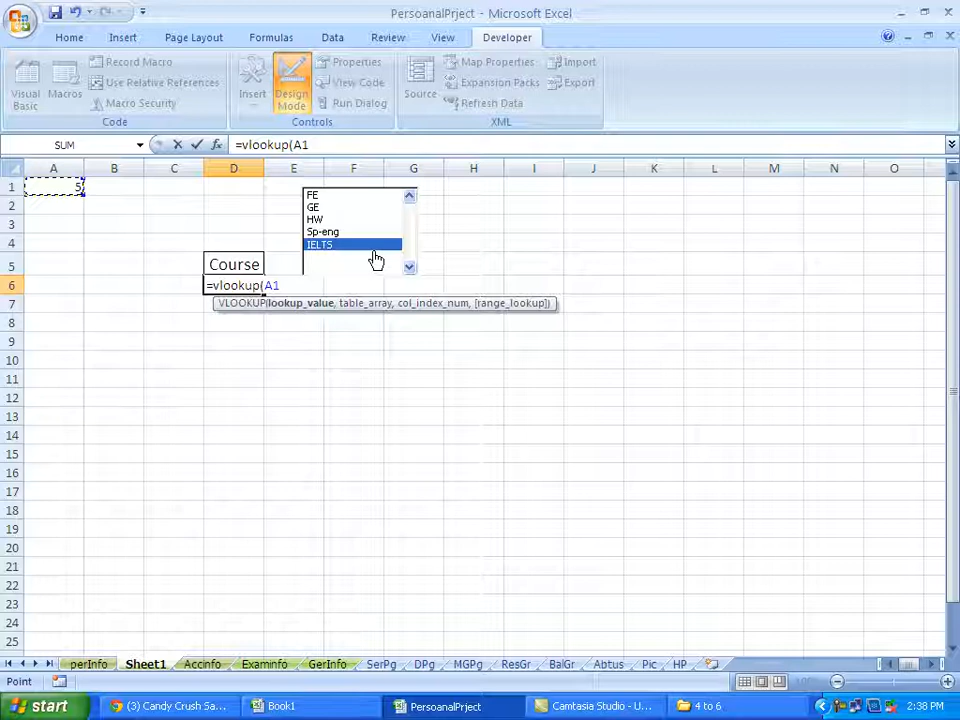 PersoanalPrject - Microsoft Excel
Home Insert Page Layout Formulas Data Review View Developer
Visual Basic
Macros
Record Macro
Use Relative References
Macro Security
Code
Insert
Design Mode
Properties
View Code
Run Dialog
Controls
Source
Map Properties
Expansion Packs
Refresh Data
Import
Export
XML
SUM
=vlookup(A1
A B C D E F G H I J K L M N O
1 5
FE
2
GE
3 HW
Sp-eng
4 IELTS
5 Course
6 =vlookup(A1
7 VLOOKUP(lookup_value, table_array, col_index_num, [range_lookup])
8
9
10
11
12
13
14
15
16
17
18
19
20
21
22
23
24
25
perInfo Sheet1 Accinfo Examinfo GerInfo SerPg DPg MGPg ResGr BalGr Abtus Pic HP
Point
start (3) Candy Crush Sa... Book1 PersoanalPrject Camtasia Studio - U... 4 to 6 2:38 PM